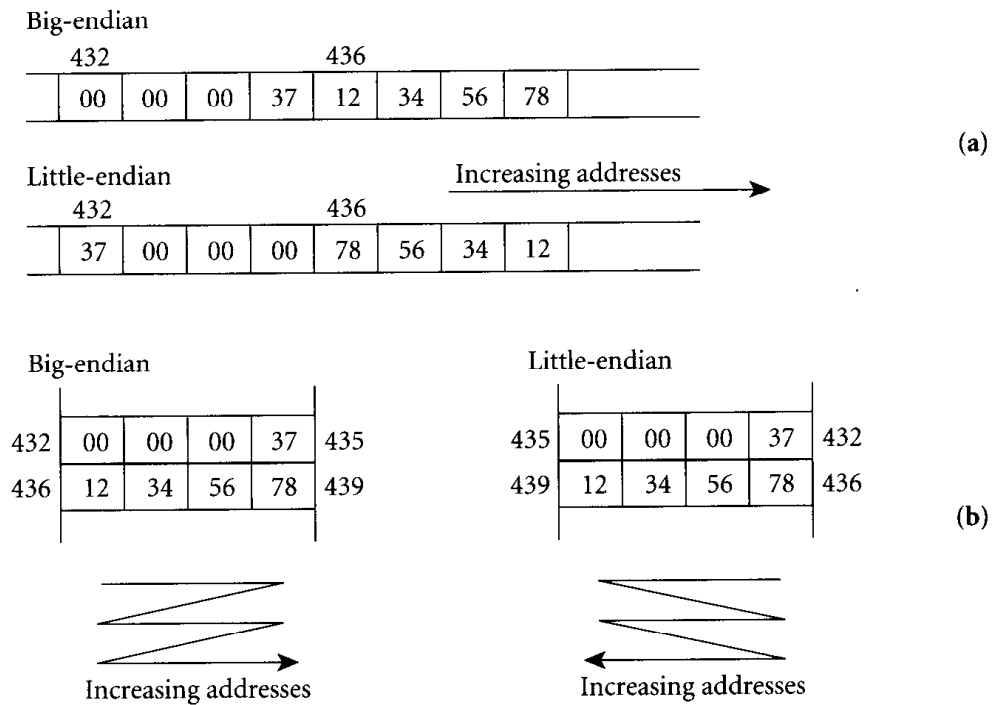 Big-endian
432 436
00 00 00 37 12 34 56 78
(a)
Little-endian
Increasing addresses
432 436
37 00 00 00 78 56 34 12
Big-endian
432 00 00 00 37 435
436 12 34 56 78 439
Increasing addresses
Little-endian
435 00 00 00 37 432
439 12 34 56 78 436
Increasing addresses
(b)